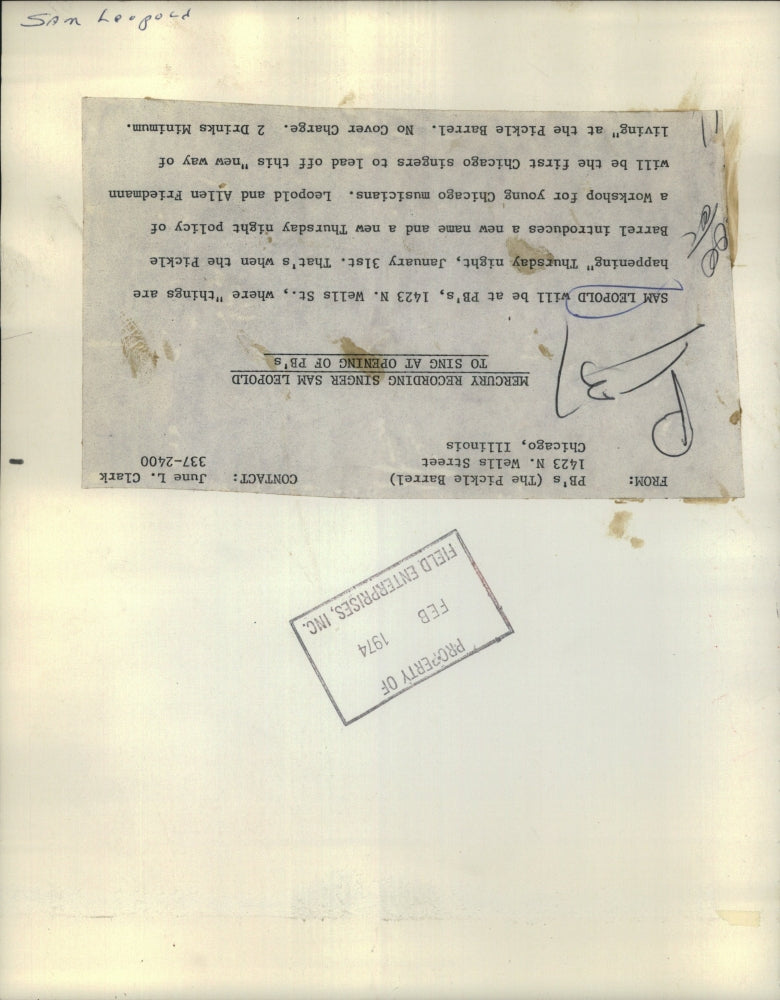 Sam Leopold
FROM: PB's (The Pickle Barrel) CONTACT: June L. Clark
1423 N. Wells Street 337-2400
Chicago, Illinois
MERCURY RECORDING SINGER SAM LEOPOLD
TO SING AT OPENING OF PB's
SAM LEOPOLD will be at PB's, 1423 N. Wells St., where "things are
happening" Thursday night, January 31st. That's when the Pickle
Barrel introduces a new name and a new Thursday night policy of
a Workshop for young Chicago musicians. Leopold and Allen Friedmann
will be the first Chicago singers to lead off this "new" way of
living" at the Pickle Barrel. No Cover Charge. 2 Drinks Minimum.
PROPERTY OF
FEB 1974
FIELD ENTERPRISES, INC.